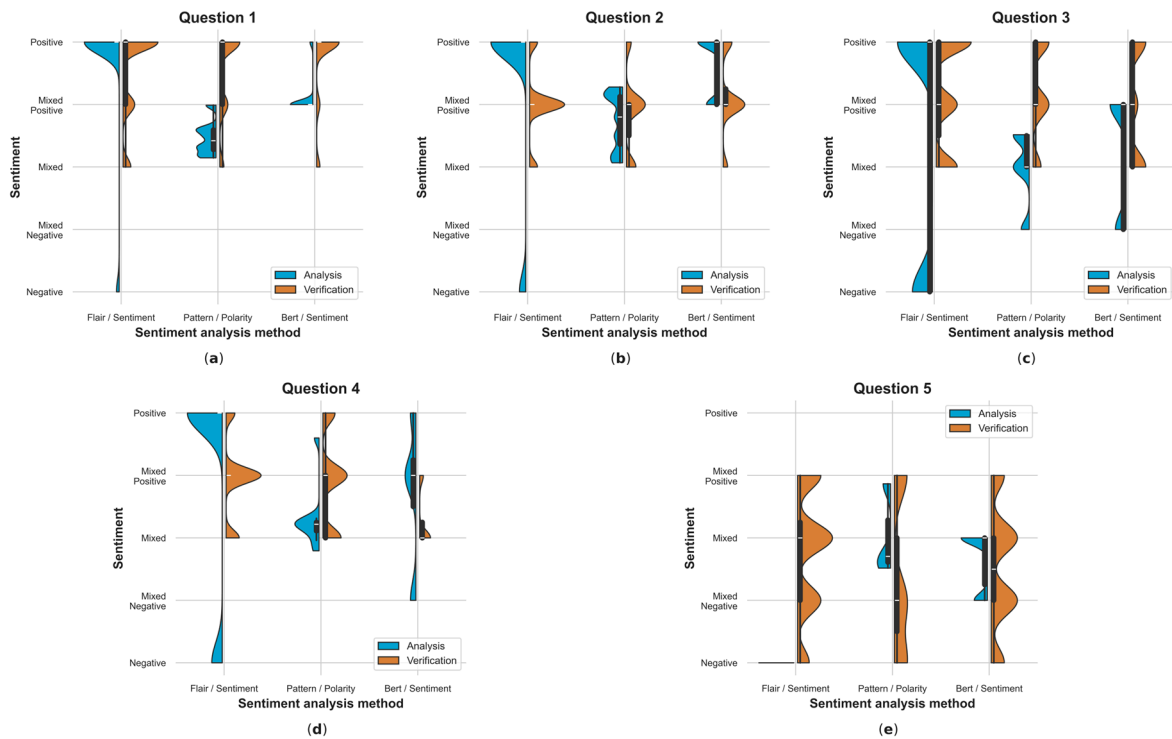 Question 1
Positive
Mixed
Positive
Mixed
Mixed
Negative
Negative
Sentiment
Analysis
Verification
Flair / Sentiment
Pattern / Polarity
Bert / Sentiment
Sentiment analysis method
(a)
Question 2
Positive
Mixed
Positive
Mixed
Mixed
Negative
Negative
Sentiment
Analysis
Verification
Flair / Sentiment
Pattern / Polarity
Bert / Sentiment
Sentiment analysis method
(b)
Question 3
Positive
Mixed
Positive
Mixed
Mixed
Negative
Negative
Sentiment
Analysis
Verification
Flair / Sentiment
Pattern / Polarity
Bert / Sentiment
Sentiment analysis method
(c)
Question 4
Positive
Mixed
Positive
Mixed
Mixed
Negative
Negative
Sentiment
Analysis
Verification
Flair / Sentiment
Pattern / Polarity
Bert / Sentiment
Sentiment analysis method
(d)
Question 5
Positive
Mixed
Positive
Mixed
Mixed
Negative
Negative
Sentiment
Analysis
Verification
Flair / Sentiment
Pattern / Polarity
Bert / Sentiment
Sentiment analysis method
(e)